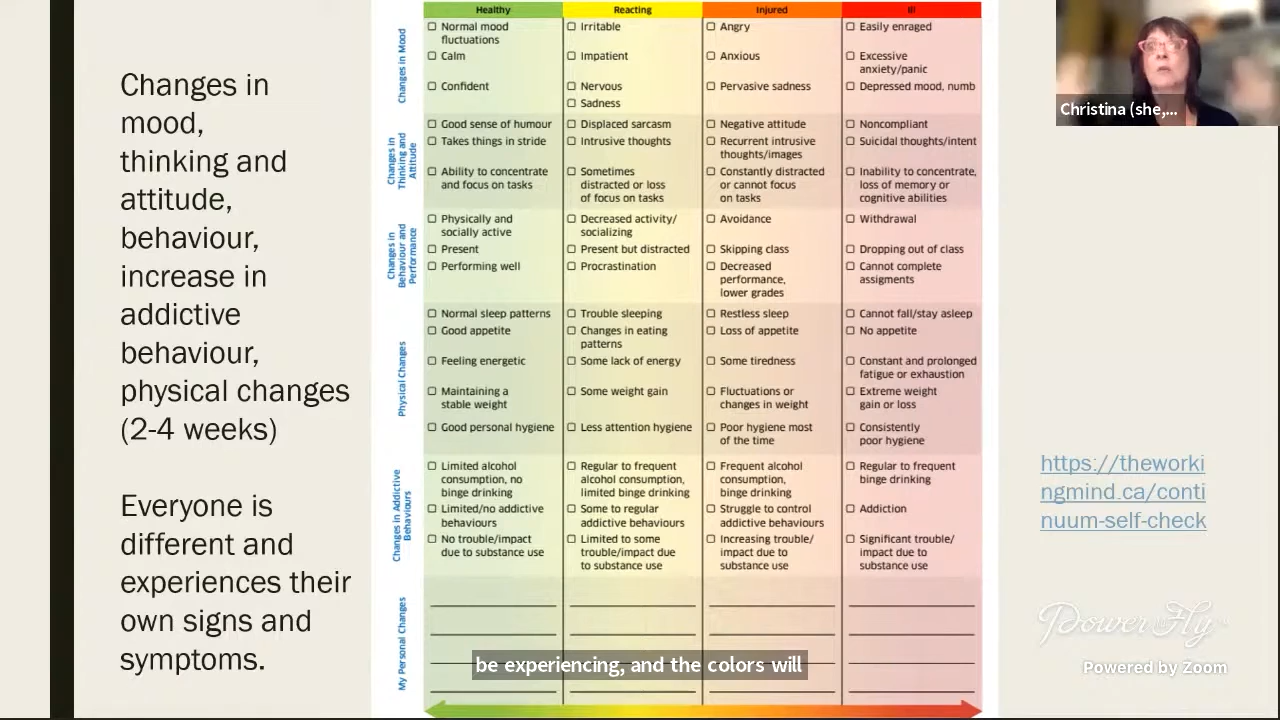 Changes in
mood,
thinking and
attitude,
behaviour,
increase in
addictive
behaviour,
physical changes
(2-4 weeks)
Everyone is
different and
experiences their
own signs and
symptoms.
Healthy
Reacting
Injured
Ill
Changes in Mood
Normal mood
fluctuations
Irritable
Angry
Easily enraged
Calm
Impatient
Anxious
Excessive
anxiety/panic
Confident
Nervous
Pervasive sadness
Depressed mood, numb
Sadness
Changes in
Thinking and
Attitude
Good sense of humour
Displaced sarcasm
Negative attitude
Noncompliant
Takes things in stride
Intrusive thoughts
Recurrent intrusive
thoughts/images
Suicidal thoughts/intent
Ability to concentrate
and focus on tasks
Sometimes
distracted or loss
of focus on tasks
Constantly distracted
or cannot focus
on tasks
Inability to concentrate,
loss of memory or
cognitive abilities
Changes in
Behaviour and
Performance
Physically and
socially active
Decreased activity/
socializing
Avoidance
Withdrawal
Present
Present but distracted
Skipping class
Dropping out of class
Performing well
Procrastination
Decreased
performance,
lower grades
Cannot complete
assigments
Physical Changes
Normal sleep patterns
Trouble sleeping
Restless sleep
Cannot fall/stay asleep
Good appetite
Changes in eating
patterns
Loss of appetite
No appetite
Feeling energetic
Some lack of energy
Some tiredness
Constant and prolonged
fatigue or exhaustion
Maintaining a
stable weight
Some weight gain
Fluctuations or
changes in weight
Extreme weight
gain or loss
Good personal hygiene
Less attention hygiene
Poor hygiene most
of the time
Consistently
poor hygiene
Changes in Addictive
Behaviours
Limited alcohol
consumption, no
binge drinking
Regular to frequent
alcohol consumption,
limited binge drinking
Frequent alcohol
consumption,
binge drinking
Regular to frequent
binge drinking
Limited/no addictive
behaviours
Some to regular
addictive behaviours
Struggle to control
addictive behaviours
Addiction
No trouble/impact
due to substance use
Limited to some
trouble/impact due
to substance use
Increasing trouble/
impact due to
substance use
Significant trouble/
impact due to
substance use
My Personal Changes
be experiencing, and the colors will
Christina (she,...
https://theworki
ngmind.ca/conti
nuum-self-check
Power to Fly
Powered by Zoom